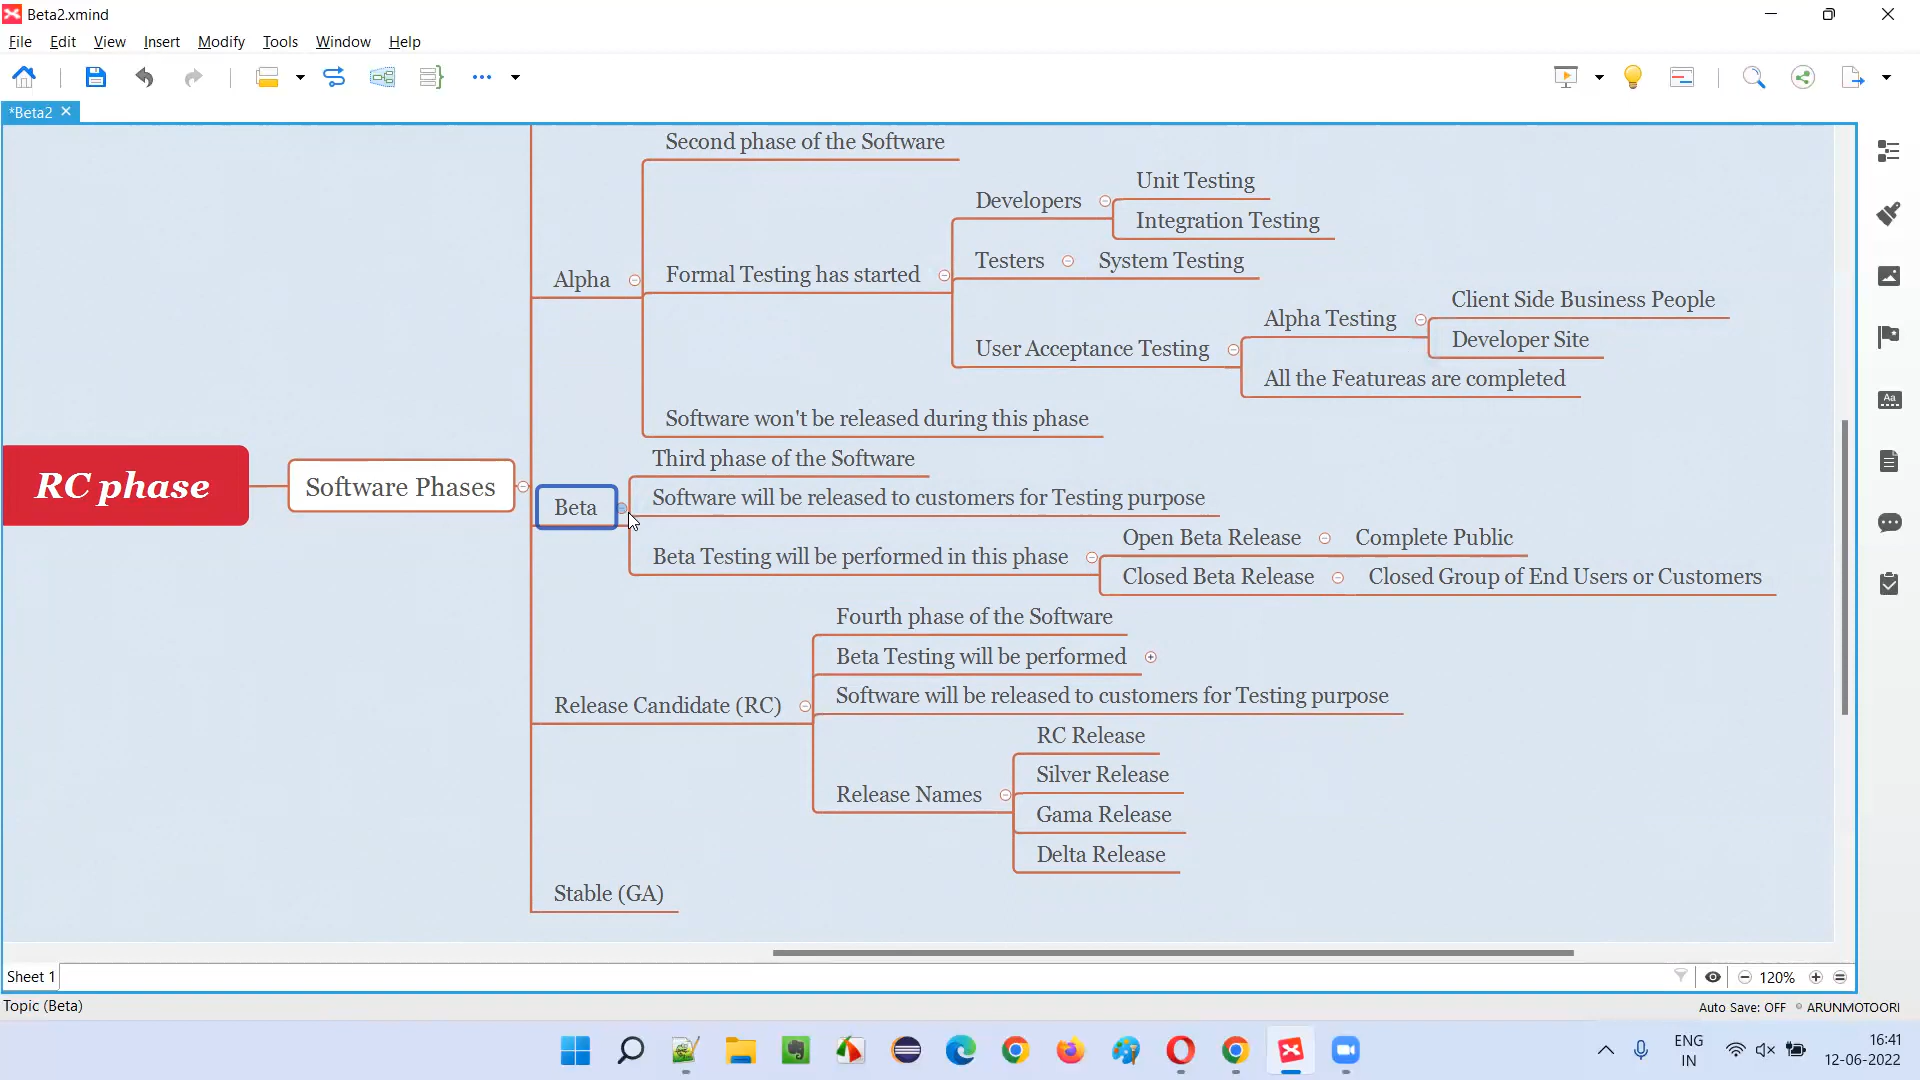 Beta2.xmind
File Edit View Insert Modify Tools Window Help
*Beta2
Second phase of the Software
Unit Testing
Developers
Integration Testing
Testers
System Testing
Alpha
Formal Testing has started
Client Side Business People
Alpha Testing
Developer Site
User Acceptance Testing
All the Featureas are completed
Software won't be released during this phase
Third phase of the Software
RC phase
Software Phases
Software will be released to customers for Testing purpose
Beta
Open Beta Release
Complete Public
Beta Testing will be performed in this phase
Closed Beta Release
Closed Group of End Users or Customers
Fourth phase of the Software
Beta Testing will be performed
Software will be released to customers for Testing purpose
Release Candidate (RC)
RC Release
Silver Release
Release Names
Gama Release
Delta Release
Stable (GA)
Sheet 1
120%
Topic (Beta)
Auto Save: OFF
ARUNMOTOORI
ENG
IN
16:41
12-06-2022
Aa